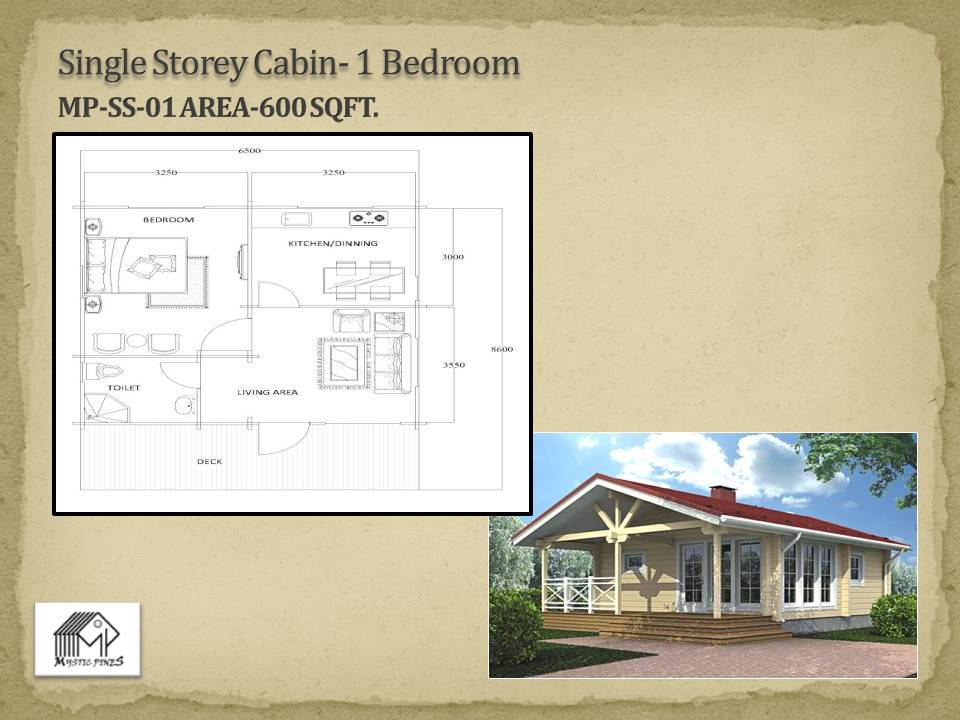 Single Storey Cabin- 1 Bedroom
MP-SS-01 AREA-600 SQFT.
6500
3250 3250
BEDROOM
KITCHEN/DINNING
3000
8600
3550
TOILET
LIVING AREA
DECK
MP
MYSTIC PINES